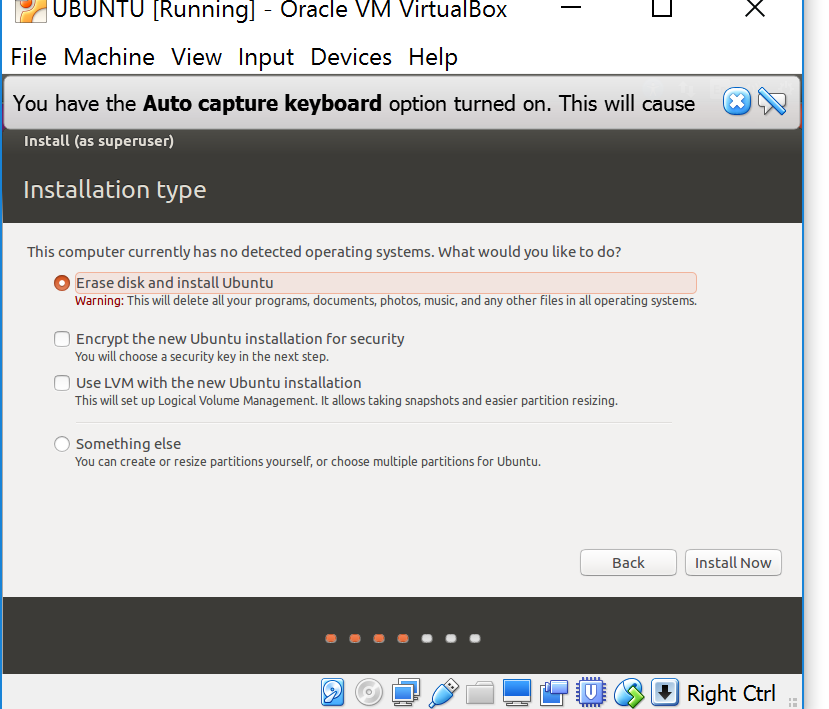 UBUNTU [Running] - Oracle VM VirtualBox
File Machine View Input Devices Help
You have the Auto capture keyboard option turned on. This will cause
Install (as superuser)
Installation type
This computer currently has no detected operating systems. What would you like to do?
Erase disk and install Ubuntu
Warning: This will delete all your programs, documents, photos, music, and any other files in all operating systems.
Encrypt the new Ubuntu installation for security
You will choose a security key in the next step.
Use LVM with the new Ubuntu installation
This will set up Logical Volume Management. It allows taking snapshots and easier partition resizing.
Something else
You can create or resize partitions yourself, or choose multiple partitions for Ubuntu.
Back Install Now
Right Ctrl